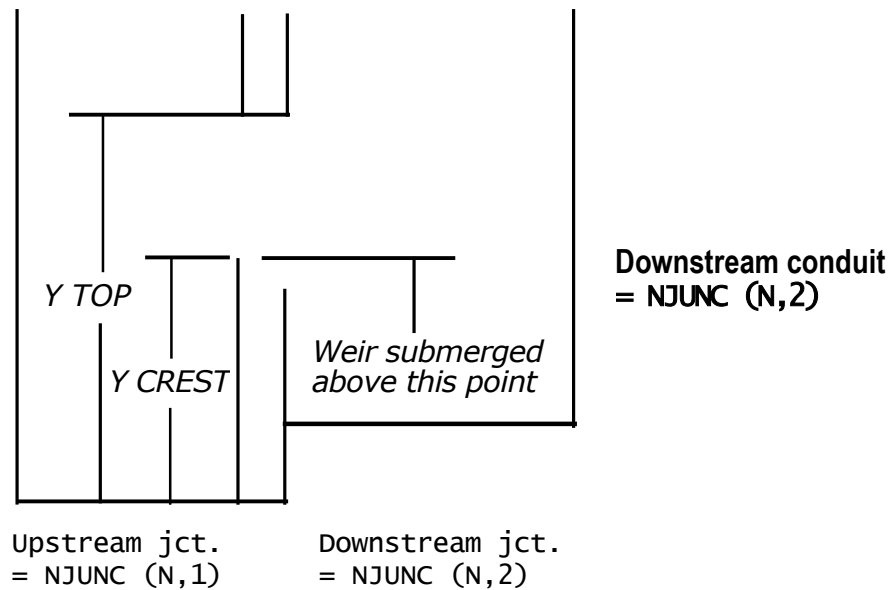 Y TOP
Y CREST
Weir submerged
above this point
Downstream conduit
= NJUNC (N,2)
Upstream jct.
= NJUNC (N,1)
Downstream jct.
= NJUNC (N,2)